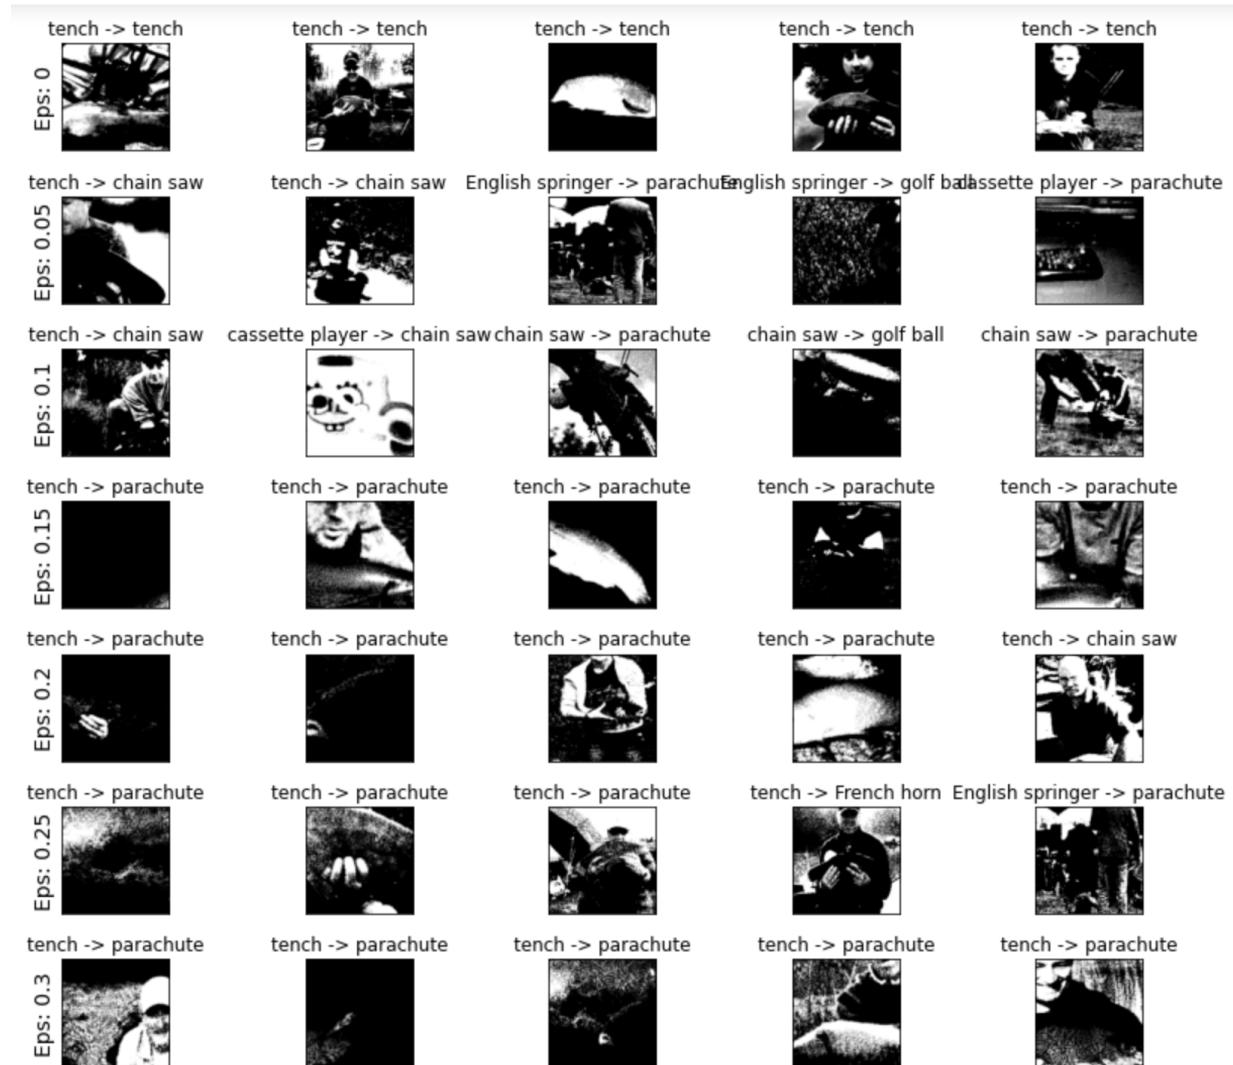 tench -> tench tench -> tench tench -> tench tench -> tench tench -> tench
Eps: 0
tench -> chain saw tench -> chain saw English springer -> parachute English springer -> golf ball cassette player -> parachute
Eps: 0.05
tench -> chain saw cassette player -> chain saw chain saw -> parachute chain saw -> golf ball chain saw -> parachute
Eps: 0.1
tench -> parachute tench -> parachute tench -> parachute tench -> parachute tench -> parachute
Eps: 0.15
tench -> parachute tench -> parachute tench -> parachute tench -> parachute tench -> chain saw
Eps: 0.2
tench -> parachute tench -> parachute tench -> parachute tench -> French horn English springer -> parachute
Eps: 0.25
tench -> parachute tench -> parachute tench -> parachute tench -> parachute tench -> parachute
Eps: 0.3